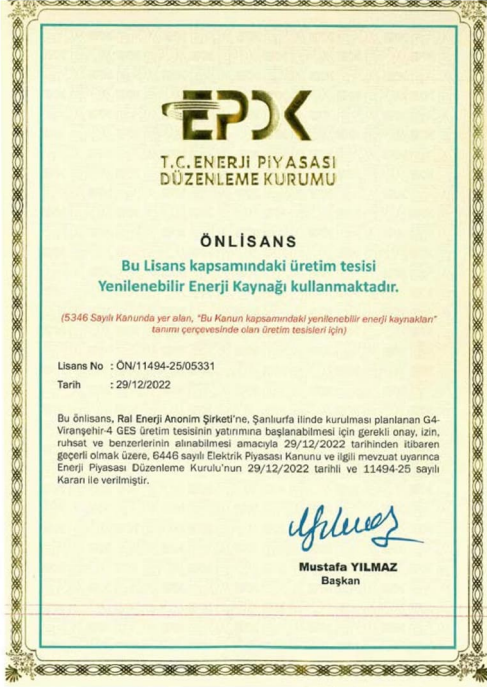 EPDK
T.C. ENERJİ PİYASASI
DÜZENLEME KURUMU
ÖNLİSANS
Bu Lisans kapsamındaki üretim tesisi
Yenilenebilir Enerji Kaynağı kullanmaktadır.
(5346 Sayılı Kanunda yer alan, "Bu Kanun kapsamındaki yenilenebilir enerji kaynakları"
tanımı çerçevesinde olan üretim tesisleri için)
Lisans No : ÖN/11494-25/05331
Tarih : 29/12/2022
Bu önlisans, Ral Enerji Anonim Şirketi'ne, Şanlıurfa ilinde kurulması planlanan G4-
Viranşehir-4 GES üretim tesisinin yatırımına başlanabilmesi için gerekli onay, izin,
ruhsat ve benzerlerinin alınabilmesi amacıyla 29/12/2022 tarihinden itibaren
geçerli olmak üzere, 6446 sayılı Elektrik Piyasası Kanunu ve ilgili mevzuat uyarınca
Enerji Piyasası Düzenleme Kurulu'nun 29/12/2022 tarihli ve 11494-25 sayılı
Kararı ile verilmiştir.
Mustafa YILMAZ
Başkan